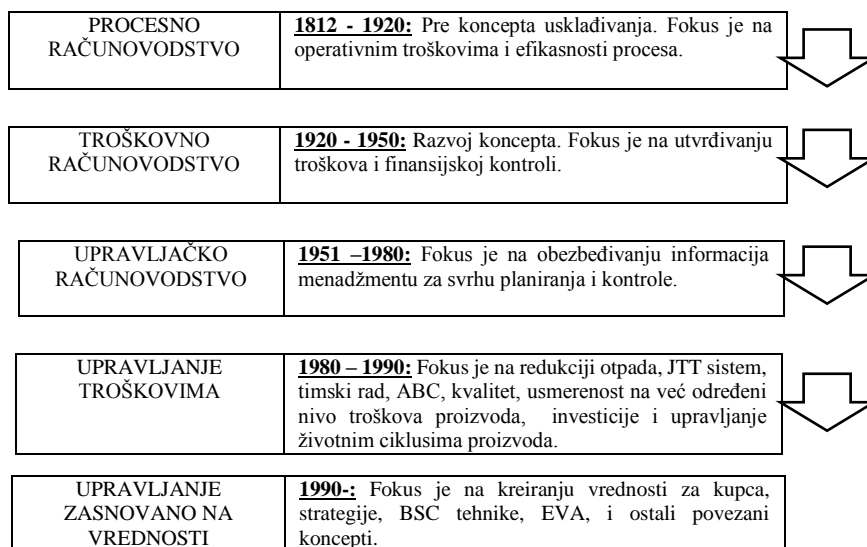 PROCESNO
RAČUNOVODSTVO
1812 - 1920: Pre koncepta usklađivanja. Fokus je na
operativnim troškovima i efikasnosti procesa.
TROŠKOVNO
RAČUNOVODSTVO
1920 - 1950: Razvoj koncepta. Fokus je na utvrđivanju
troškova i finansijskoj kontroli.
UPRAVLJAČKO
RAČUNOVODSTVO
1951 –1980: Fokus je na obezbeđivanju informacija
menadžmentu za svrhu planiranja i kontrole.
UPRAVLJANJE
TROŠKOVIMA
1980 – 1990: Fokus je na redukciji otpada, JTT sistem,
timski rad, ABC, kvalitet, usmerenost na već određeni
nivo troškova proizvoda, investicije i upravljanje
životnim ciklusima proizvoda.
UPRAVLJANJE
ZASNOVANO NA
VREDNOSTI
1990-: Fokus je na kreiranju vrednosti za kupca,
strategije, BSC tehnike, EVA, i ostali povezani
koncepti.